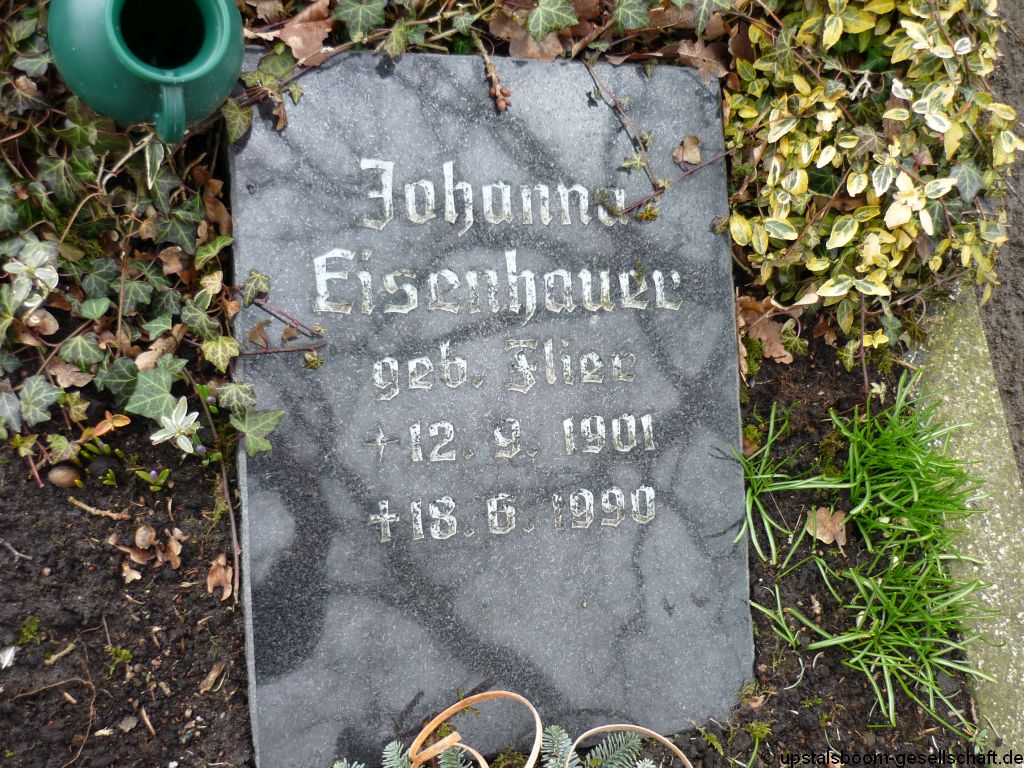 Johanna
Eisenhauer
geb. Flier
+ 12. 9. 1901
† 18. 6. 1990
© upstalsboom-gesellschaft.de